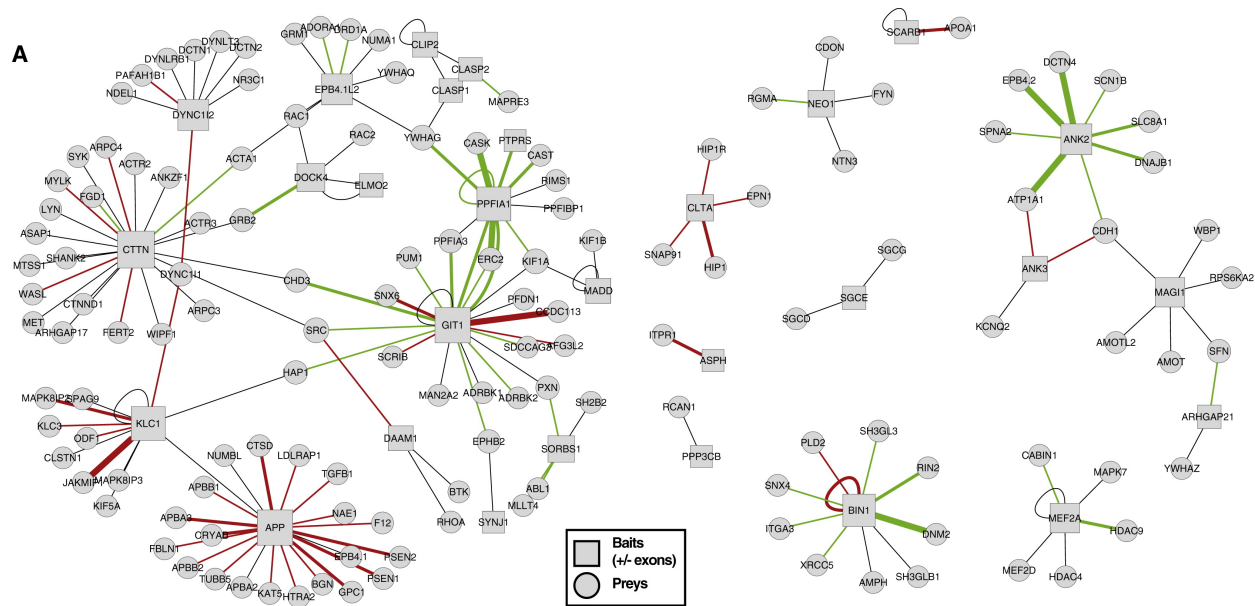 A
SCARB1
APOA1
GRM1
ADORA1
DRD1A
NUMA1
CLIP2
CLASP2
CLASP1
MAPRE3
YWHAQ
EPB4.1L2
DYNLT3
DCTN1
DCTN2
DYNLRB1
PAFAH1B1
NDEL1
NR3C1
DYNC1I2
RAC1
YWHAG
RAC2
ACTA1
DOCK4
ELMO2
GRB2
CASK
PTPRS
CAST
RIMS1
PPFIBP1
PPFIA1
PPFIA3
ERC2
KIF1A
KIF1B
MADD
ARPC4
SYK
ACTR2
MYLK
ANKZF1
FGD1
LYN
ACTR3
ASAP1
CTTN
SHANK2
MTSS1
DYNC1I1
WASL
CTNND1
ARPC3
MET
ARHGAP17
FERT2
WIPF1
CHD3
PUM1
SNX6
PFDN1
CCDC113
GIT1
SRC
SDCCAG3
AFG3L2
SCRIB
HAP1
MAN2A2
ADRBK1
ADRBK2
PXN
SH2B2
EPHB2
SORBS1
ABL1
MLLT4
SYNJ1
DAAM1
BTK
RHOA
MAPK8IP2
SPAG9
KLC3
KLC1
ODF1
CLSTN1
JAKMIP1
MAPK8IP3
KIF5A
CTSD
NUMBL
LDLRAP1
TGFB1
APBB1
NAE1
APBA3
F12
CRYAB
APP
FBLN1
EPB4.1
PSEN2
APBB2
PSEN1
TUBB5
BGN
GPC1
APBA2
KAT5
HTRA2
CDON
RGMA
NEO1
FYN
NTN3
HIP1R
CLTA
EPN1
SNAP91
HIP1
SGCG
SGCE
SGCD
ITPR1
ASPH
RCAN1
PPP3CB
DCTN4
EPB4.2
SCN1B
SLC8A1
SPNA2
ANK2
DNAJB1
ATP1A1
CDH1
ANK3
KCNQ2
WBP1
RPS6KA2
MAGI1
AMOTL2
AMOT
SFN
ARHGAP21
YWHAZ
PLD2
SH3GL3
SNX4
RIN2
BIN1
ITGA3
DNM2
XRCC5
AMPH
SH3GLB1
CABIN1
MAPK7
MEF2A
HDAC9
MEF2D
HDAC4
Baits
(+/- exons)
Preys